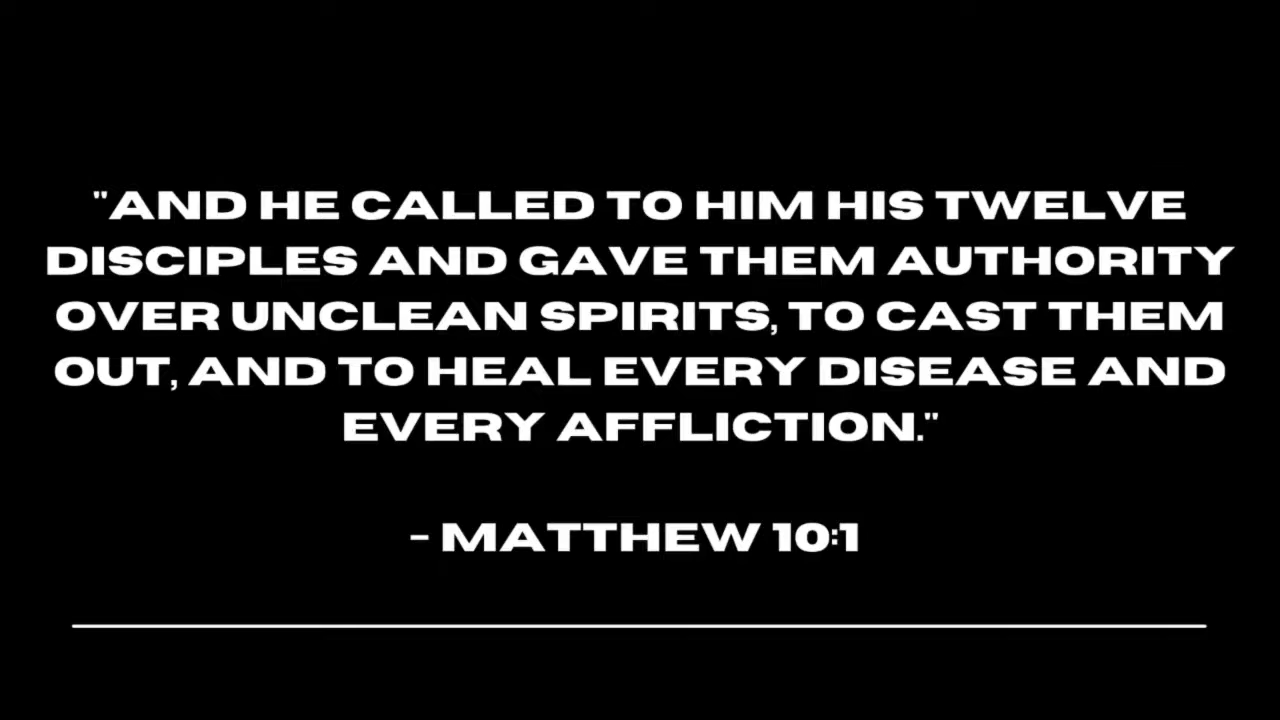 "AND HE CALLED TO HIM HIS TWELVE
DISCIPLES AND GAVE THEM AUTHORITY
OVER UNCLEAN SPIRITS, TO CAST THEM
OUT, AND TO HEAL EVERY DISEASE AND
EVERY AFFLICTION."
- MATTHEW 10:1